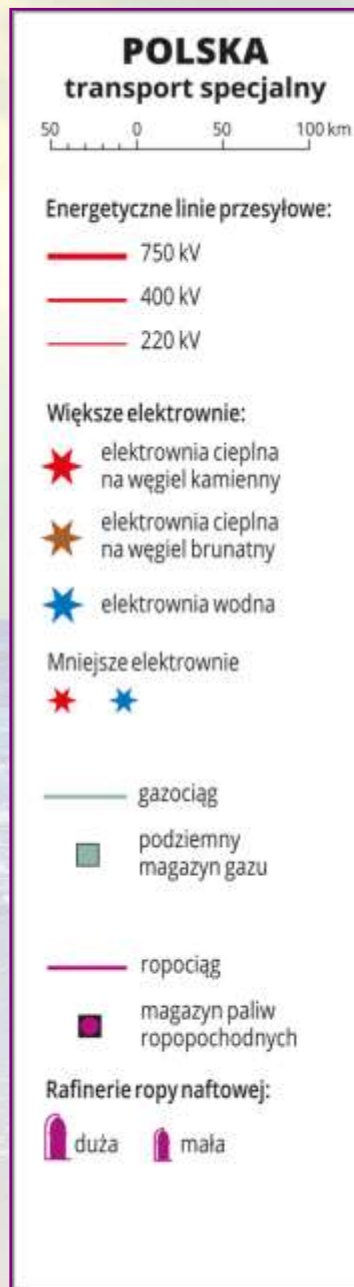 POLSKA
transport specjalny
50 0 50 100 km
Energetyczne linie przesyłowe:
750 kV
400 kV
220 kV
Większe elektrownie:
elektrownia cieplna
na węgiel kamienny
elektrownia cieplna
na węgiel brunatny
elektrownia wodna
Mniejsze elektrownie
gazociąg
podziemny
magazyn gazu
ropociąg
magazyn paliw
ropopochodnych
Rafinerie ropy naftowej:
duża mała